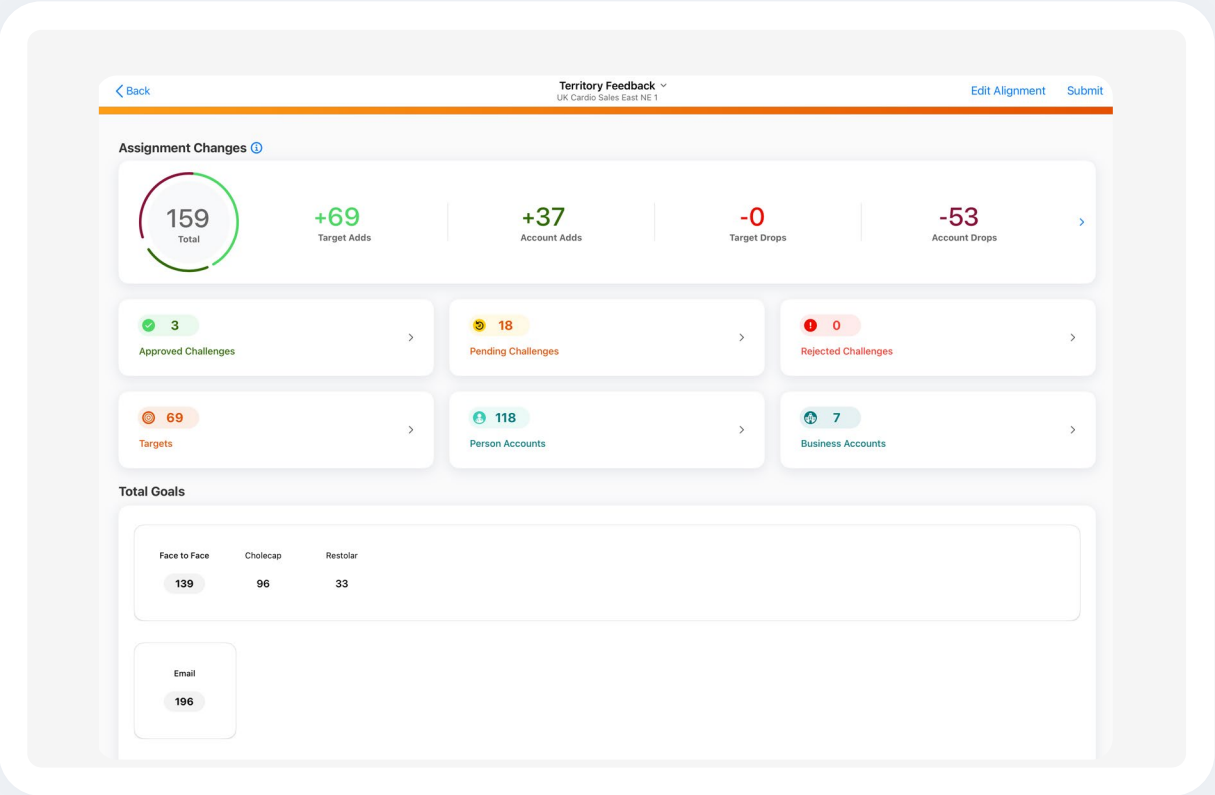 Back
Territory Feedback
UK Cardio Sales East NE 1
Edit Alignment
Submit
Assignment Changes
159
Total
+69
Target Adds
+37
Account Adds
-0
Target Drops
-53
Account Drops
3
Approved Challenges
18
Pending Challenges
0
Rejected Challenges
69
Targets
118
Person Accounts
7
Business Accounts
Total Goals
Face to Face
139
Cholecap
96
Restolar
33
Email
196